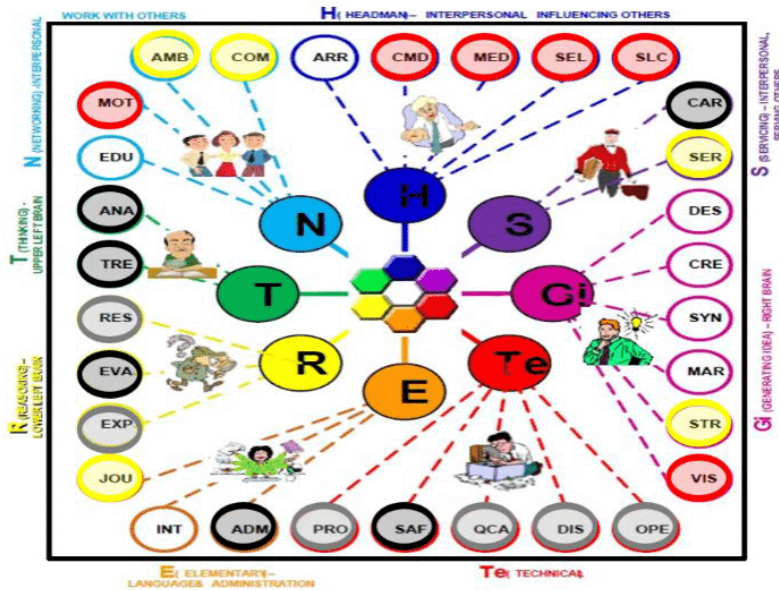 WORK WITH OTHERS
H( HEADMAN)– INTERPERSONAL INFLUENCING OTHERS
N (NETWORKING) -INTERPERSONAL
T (THINKING) -
UPPER LEFT BRAIN
R (REASONING) –
LOWER LEFT BRAIN
S (SERVICING) – INTERPERSONAL,
SERVING OTHERS
Gi (GENERATING IDEA) – RIGHT BRAIN
AMB
COM
ARR
CMD
MED
SEL
SLC
MOT
CAR
EDU
SER
ANA
DES
TRE
CRE
RES
SYN
EVA
MAR
EXP
STR
JOU
VIS
H
N
S
T
Gi
R
Te
E
INT
ADM
PRO
SAF
QCA
DIS
OPE
E( ELEMENTARY)–
LANGUAGE& ADMINISTRATION
Te( TECHNICAL)